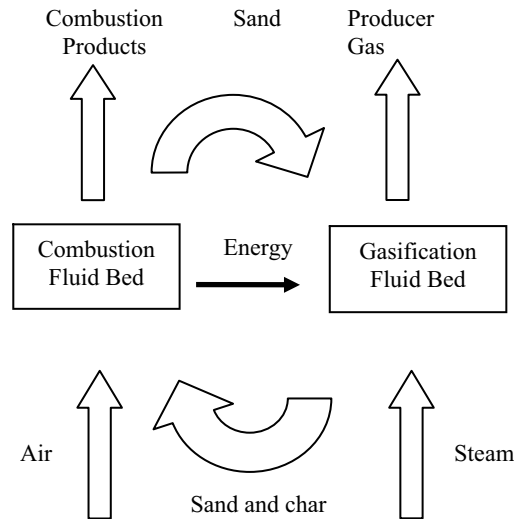 Combustion
Products
Sand
Producer
Gas
Combustion
Fluid Bed
Energy
Gasification
Fluid Bed
Air
Steam
Sand and char